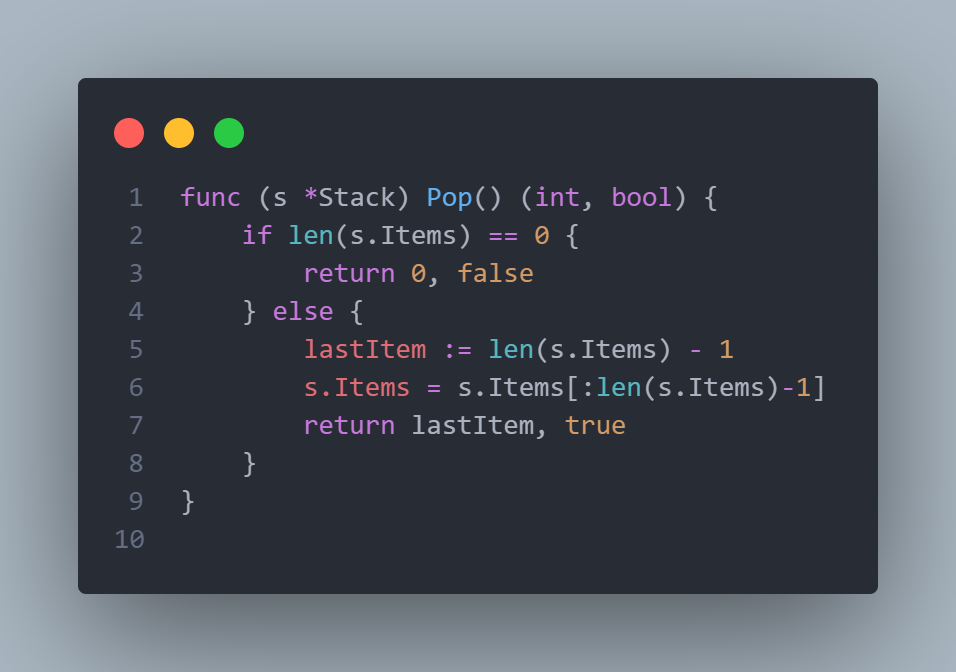 1 func (s *Stack) Pop() (int, bool) {
2     if len(s.Items) == 0 {
3         return 0, false
4     } else {
5         lastItem := len(s.Items) - 1
6         s.Items = s.Items[:len(s.Items)-1]
7         return lastItem, true
8     }
9 }
10